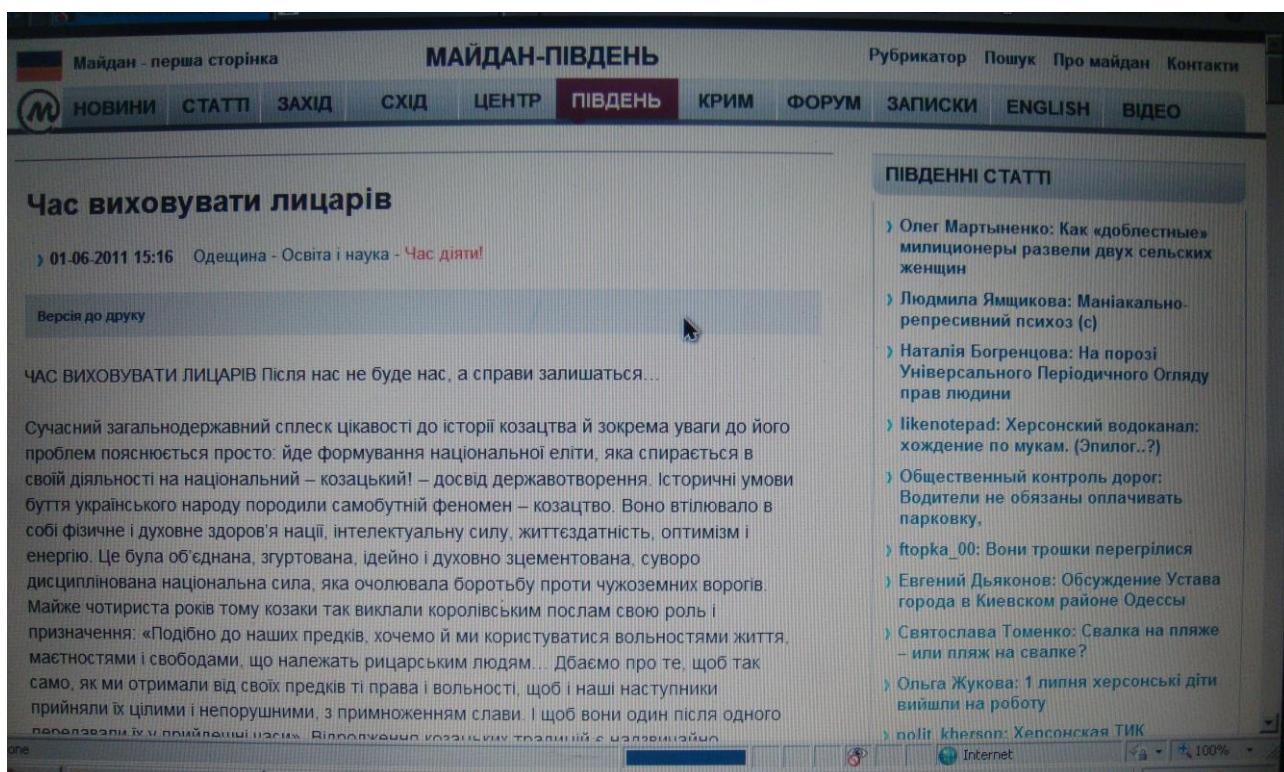 Майдан - перша сторінка
МАЙДАН-ПІВДЕНЬ
Рубрикатор Пошук Про майдан Контакти
НОВИНИ СТАТТІ ЗАХІД СХІД ЦЕНТР ПІВДЕНЬ КРИМ ФОРУМ ЗАПИСКИ ENGLISH ВІДЕО
Час виховувати лицарів
01-06-2011 15:16 Одещина - Освіта і наука - Час діяти!
Версія до друку
ЧАС ВИХОВУВАТИ ЛИЦАРІВ Після нас не буде нас, а справи залишаться...
Сучасний загальнодержавний сплеск цікавості до історії козацтва й зокрема уваги до його
проблем пояснюється просто: йде формування національної еліти, яка спирається в
своїй діяльності на національний – козацький! – досвід державотворення. Історичні умови
буття українського народу породили самобутній феномен – козацтво. Воно втілювало в
собі фізичне і духовне здоров'я нації, інтелектуальну силу, життєздатність, оптимізм і
енергію. Це була об'єднана, згуртована, ідейно і духовно зцементована, суворо
дисциплінована національна сила, яка очолювала боротьбу проти чужоземних ворогів.
Майже чотириста років тому козаки так виклали королівським послам свою роль і
призначення: «Подібно до наших предків, хочемо й ми користуватися вольностями життя,
маєтностями і свободами, що належать рицарським людям... Дбаємо про те, щоб так
само, як ми отримали від своїх предків ті права і вольності, щоб і наші наступники
прийняли їх цілими і непорушними, з примноженням слави. І щоб вони один після одного
передавали їх у прийдешні часи». Відродження козацьких традицій є надзвичайно
ПІВДЕННІ СТАТТІ
Олег Мартыненко: Как «доблестные»
милиционеры развели двух сельских
женщин
Людмила Ямщикова: Маніакально-
репресивний психоз (с)
Наталія Богренцова: На порозі
Універсального Періодичного Огляду
прав людини
likenotepad: Херсонский водоканал:
хождение по мукам. (Эпилог..?)
Общественный контроль дорог:
Водители не обязаны оплачивать
парковку,
ftopka_00: Вони трошки перегрілися
Евгений Дьяконов: Обсуждение Устава
города в Киевском районе Одессы
Святослава Томенко: Свалка на пляже
– или пляж на свалке?
Ольга Жукова: 1 липня херсонські діти
вийшли на роботу
polit_kherson: Херсонская ТИК
one
Internet
100%